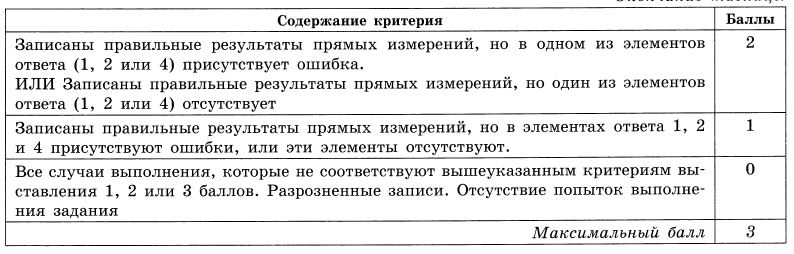 Содержание критерия Баллы
Записаны правильные результаты прямых измерений, но в одном из элементов 2
ответа (1, 2 или 4) присутствует ошибка.
ИЛИ Записаны правильные результаты прямых измерений, но один из элементов
ответа (1, 2 или 4) отсутствует
Записаны правильные результаты прямых измерений, но в элементах ответа 1, 2 1
и 4 присутствуют ошибки, или эти элементы отсутствуют.
Все случаи выполнения, которые не соответствуют вышеуказанным критериям вы- 0
ставления 1, 2 или 3 баллов. Разрозненные записи. Отсутствие попыток выполне-
ния задания
Максимальный балл 3